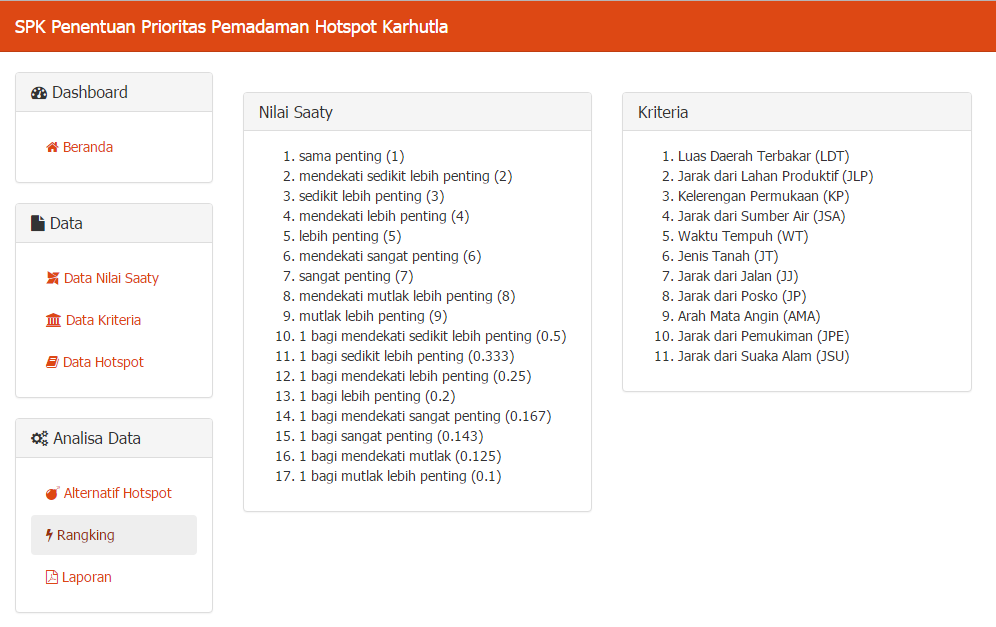 SPK Penentuan Prioritas Pemadaman Hotspot Karhutla
Dashboard
Beranda
Data
Data Nilai Saaty
Data Kriteria
Data Hotspot
Analisa Data
Alternatif Hotspot
Rangking
Laporan
Nilai Saaty
1. sama penting (1)
2. mendekati sedikit lebih penting (2)
3. sedikit lebih penting (3)
4. mendekati lebih penting (4)
5. lebih penting (5)
6. mendekati sangat penting (6)
7. sangat penting (7)
8. mendekati mutlak lebih penting (8)
9. mutlak lebih penting (9)
10. 1 bagi mendekati sedikit lebih penting (0.5)
11. 1 bagi sedikit lebih penting (0.333)
12. 1 bagi mendekati lebih penting (0.25)
13. 1 bagi lebih penting (0.2)
14. 1 bagi mendekati sangat penting (0.167)
15. 1 bagi sangat penting (0.143)
16. 1 bagi mendekati mutlak (0.125)
17. 1 bagi mutlak lebih penting (0.1)
Kriteria
1. Luas Daerah Terbakar (LDT)
2. Jarak dari Lahan Produktif (JLP)
3. Kelerengan Permukaan (KP)
4. Jarak dari Sumber Air (JSA)
5. Waktu Tempuh (WT)
6. Jenis Tanah (JT)
7. Jarak dari Jalan (JJ)
8. Jarak dari Posko (JP)
9. Arah Mata Angin (AMA)
10. Jarak dari Pemukiman (JPE)
11. Jarak dari Suaka Alam (JSU)